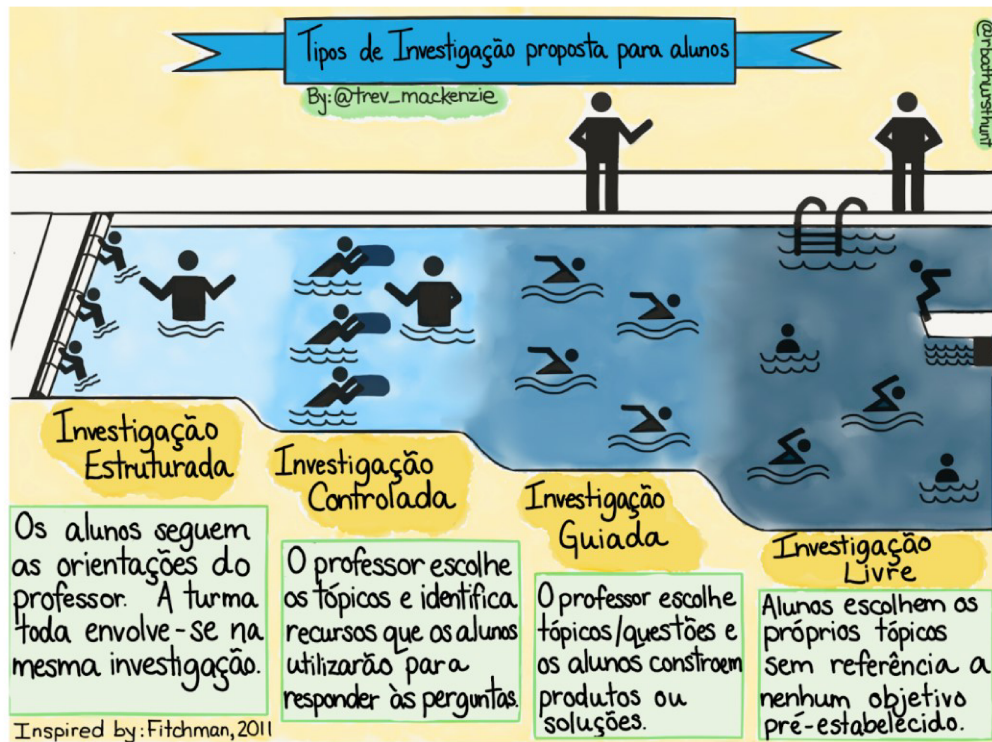 Tipos de Investigação proposta para alunos
By: @trev_mackenzie
@rbathursthunt
Investigação
Estruturada
Os alunos seguem
as orientações do
professor. A turma
toda envolve-se na
mesma investigação.
Investigação
Controlada
O professor escolhe
os tópicos e identifica
recursos que os alunos
utilizarão para
responder às perguntas.
Investigação
Guiada
O professor escolhe
tópicos/questões e
os alunos constroem
produtos ou
soluções.
Investigação
Livre
Alunos escolhem os
próprios tópicos
sem referência a
nenhum objetivo
pré-estabelecido.
Inspired by: Fitchman, 2011